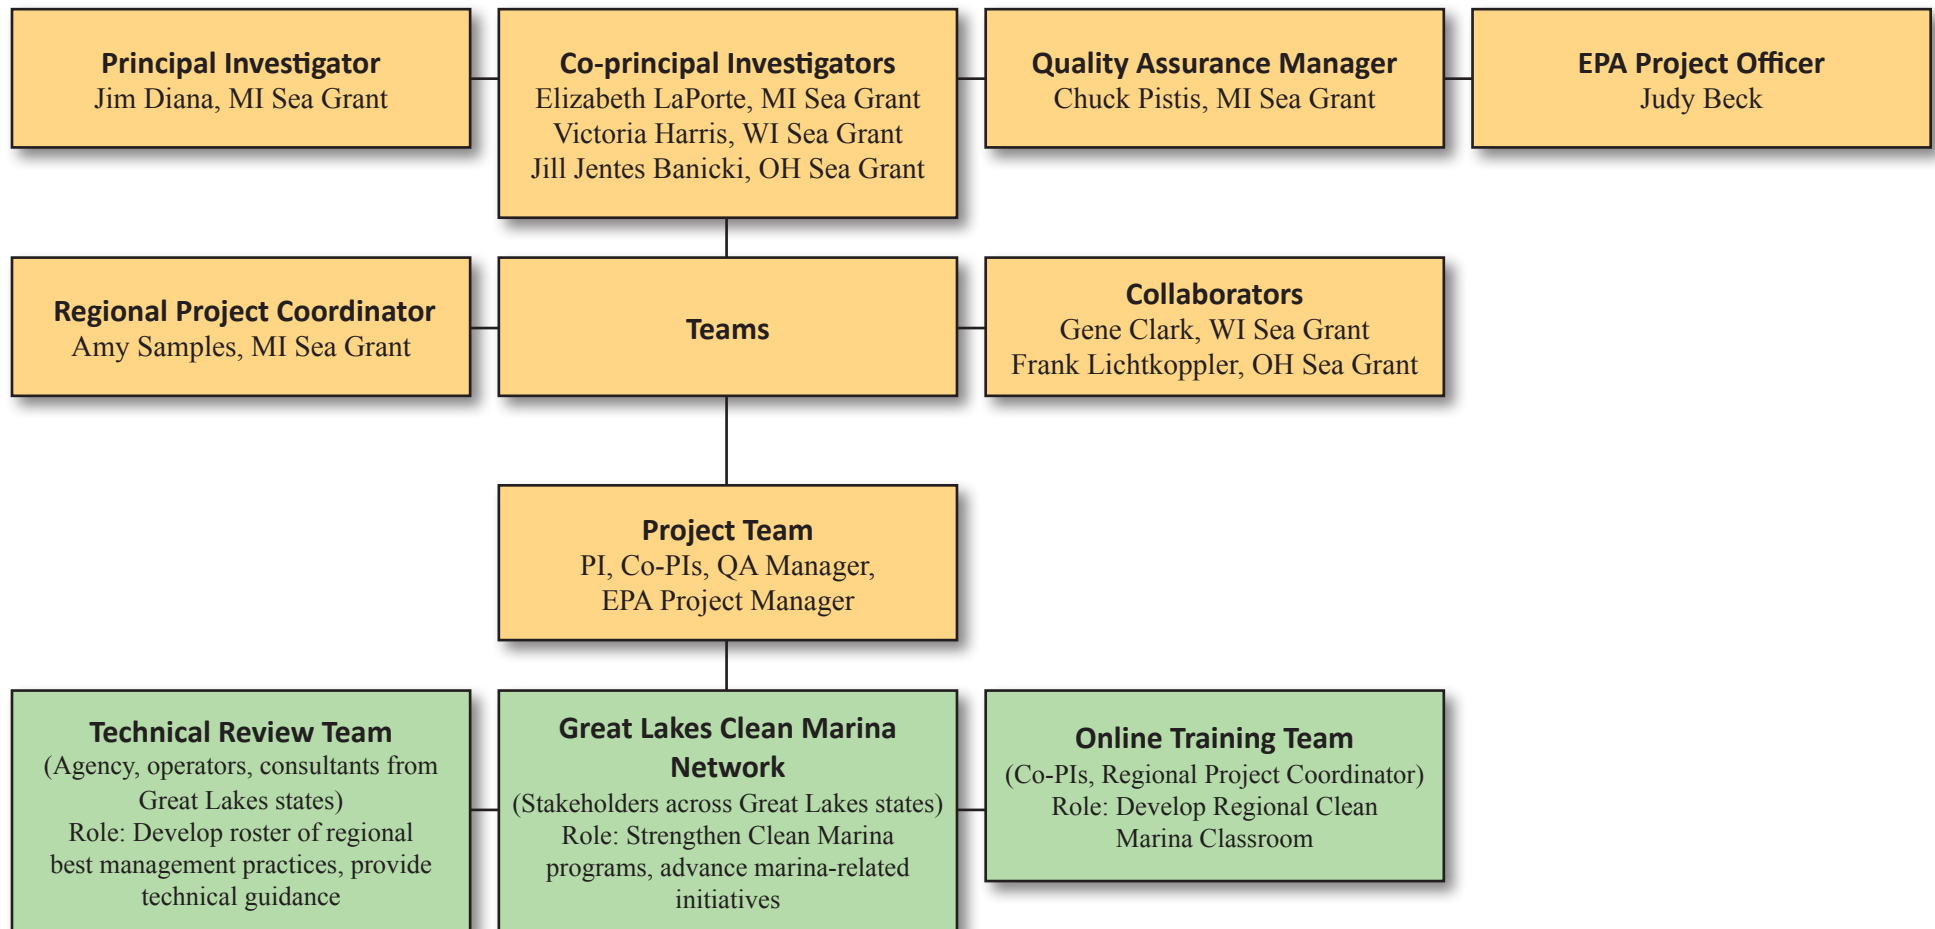 Principal Investigator
Jim Diana, MI Sea Grant
Co-principal Investigators
Elizabeth LaPorte, MI Sea Grant
Victoria Harris, WI Sea Grant
Jill Jentes Banicki, OH Sea Grant
Quality Assurance Manager
Chuck Pistis, MI Sea Grant
EPA Project Officer
Judy Beck
Regional Project Coordinator
Amy Samples, MI Sea Grant
Teams
Collaborators
Gene Clark, WI Sea Grant
Frank Lichtkoppler, OH Sea Grant
Project Team
PI, Co-PIs, QA Manager,
EPA Project Manager
Technical Review Team
(Agency, operators, consultants from
Great Lakes states)
Role: Develop roster of regional
best management practices, provide
technical guidance
Great Lakes Clean Marina
Network
(Stakeholders across Great Lakes states)
Role: Strengthen Clean Marina
programs, advance marina-related
initiatives
Online Training Team
(Co-PIs, Regional Project Coordinator)
Role: Develop Regional Clean
Marina Classroom